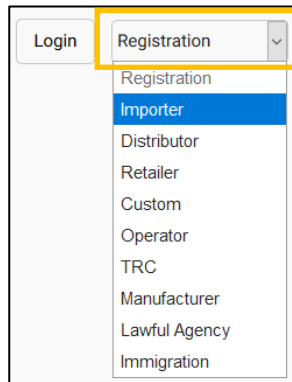 Login Registration
Registration
Importer
Distributor
Retailer
Custom
Operator
TRC
Manufacturer
Lawful Agency
Immigration